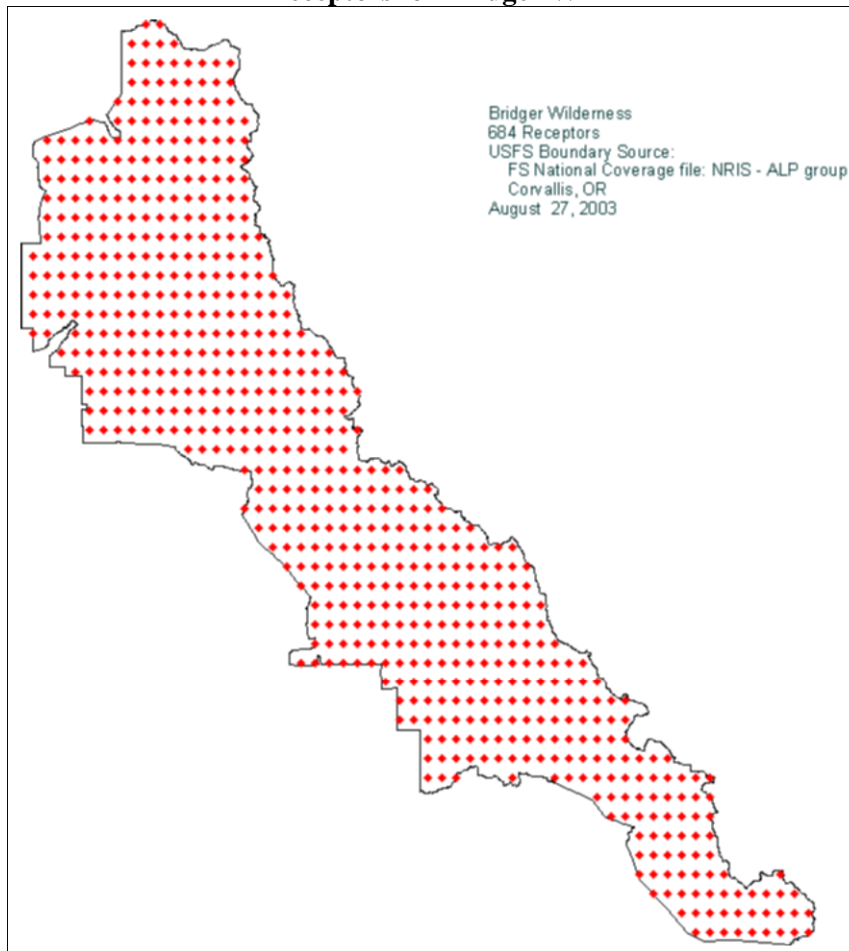 Bridger Wilderness
684 Receptors
USFS Boundary Source:
FS National Coverage file: NRIS - ALP group
Corvallis, OR
August 27, 2003